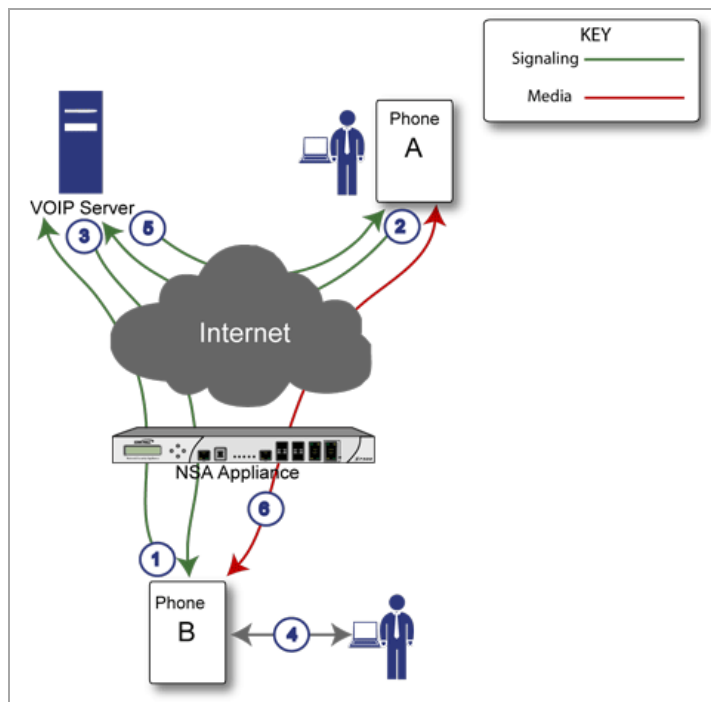 KEY
Signaling
Media
Phone
A
VOIP Server
3
5
2
Internet
NSA Appliance
6
1
Phone
B
4